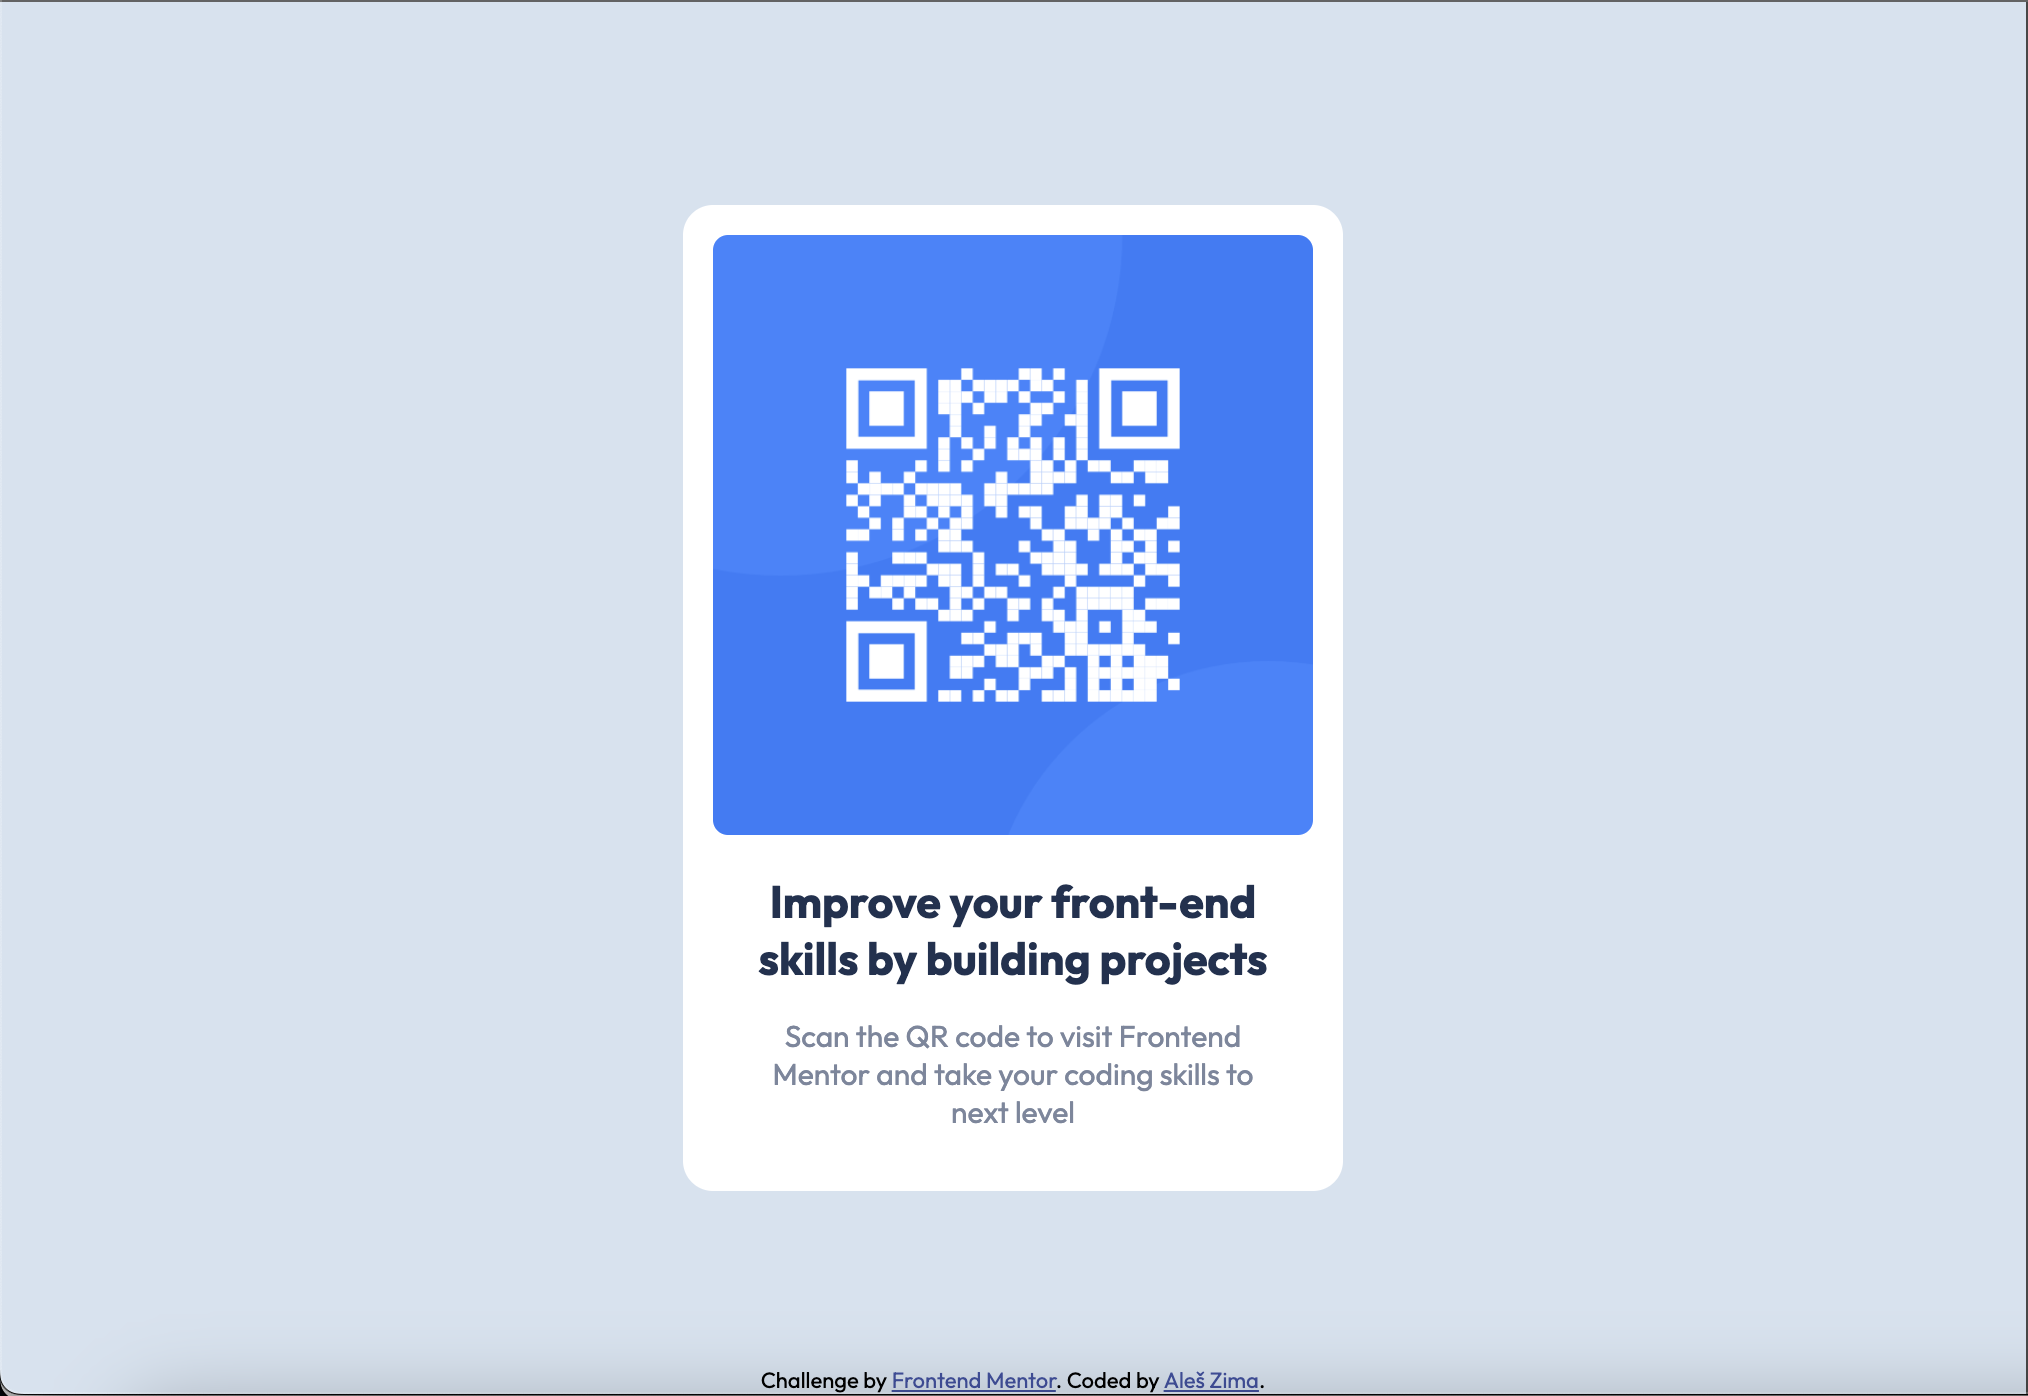 Improve your front-end
skills by building projects
Scan the QR code to visit Frontend
Mentor and take your coding skills to
next level
Challenge by Frontend Mentor. Coded by Aleš Zima.